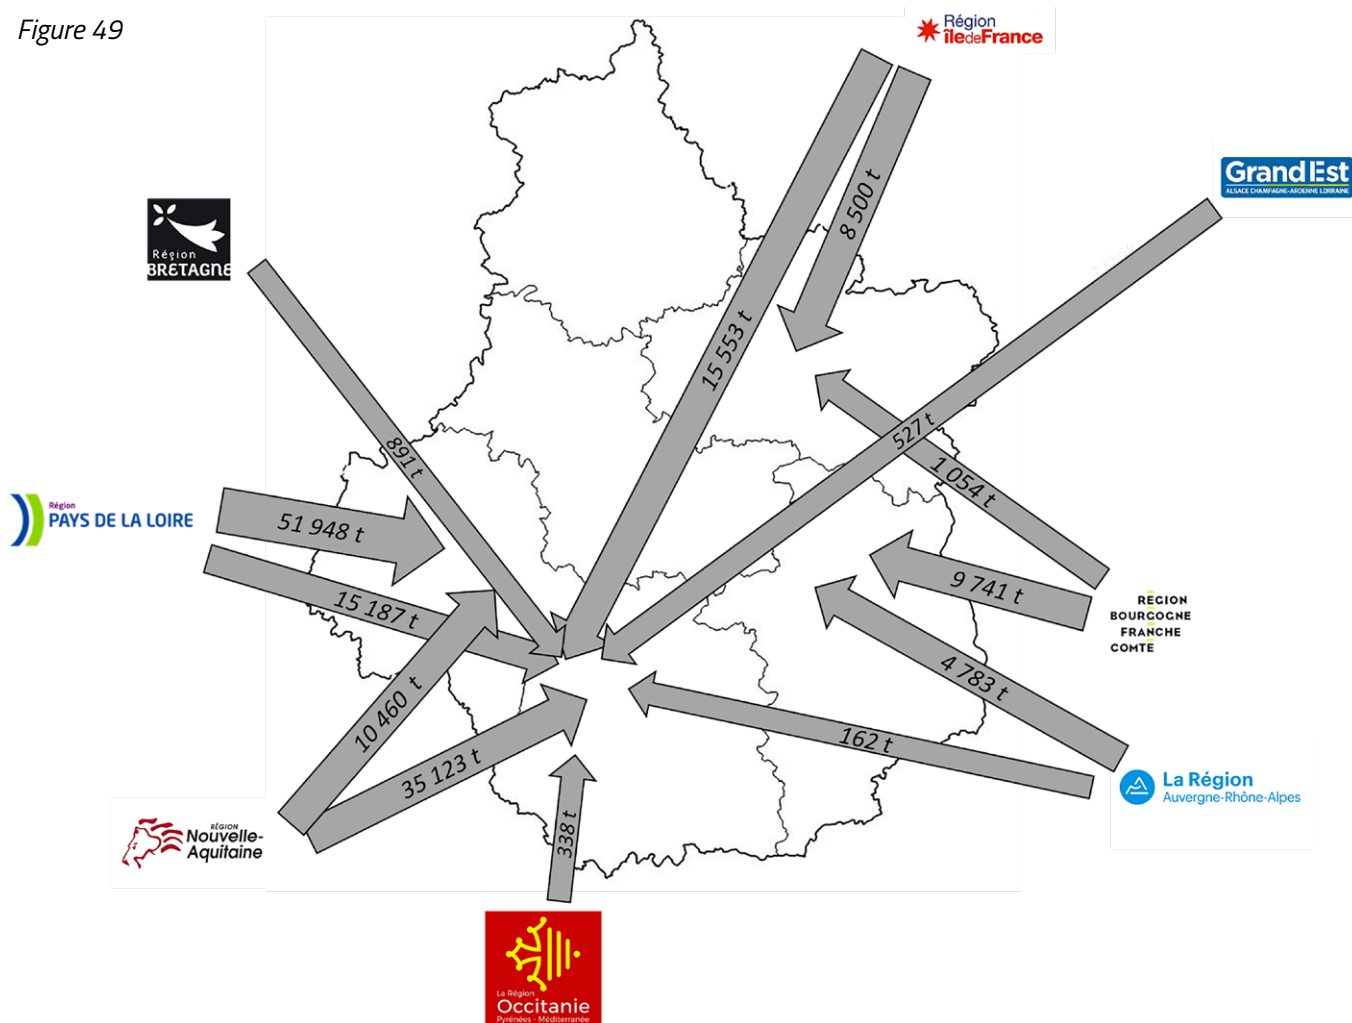 Figure 49
Région
îledeFrance
Grand Est
ALSACE CHAMPAGNE-ARDENNE LORRAINE
8 500 t
Région
BRETAGNE
15 553 t
527 t
891 t
1 054 t
Région
PAYS DE LA LOIRE
51 948 t
9 741 t
15 187 t
REGION
BOURGOGNE
FRANCHE
COMTE
4 783 t
10 460 t
162 t
35 123 t
La Région
Auvergne-Rhône-Alpes
338 t
RÉGION
Nouvelle-
Aquitaine
La Région
Occitanie
Pyrénées - Méditerranée